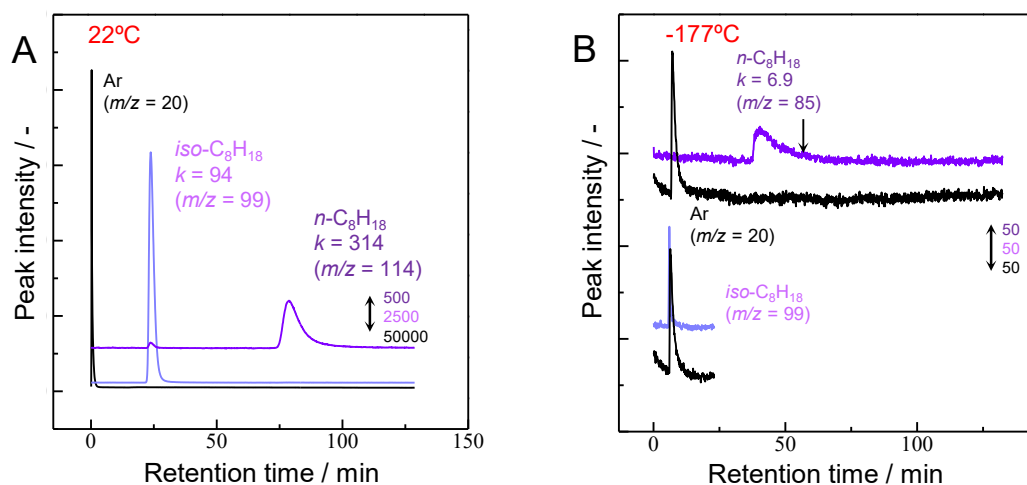 A
22ºC
Ar
(m/z = 20)
iso-C₈H₁₈
k = 94
(m/z = 99)
n-C₈H₁₈
k = 314
(m/z = 114)
500
2500
50000
Peak intensity / -
0
50
100
150
Retention time / min
B
-177ºC
n-C₈H₁₈
k = 6.9
(m/z = 85)
Ar
(m/z = 20)
50
50
50
iso-C₈H₁₈
(m/z = 99)
Peak intensity / -
0
50
100
Retention time / min